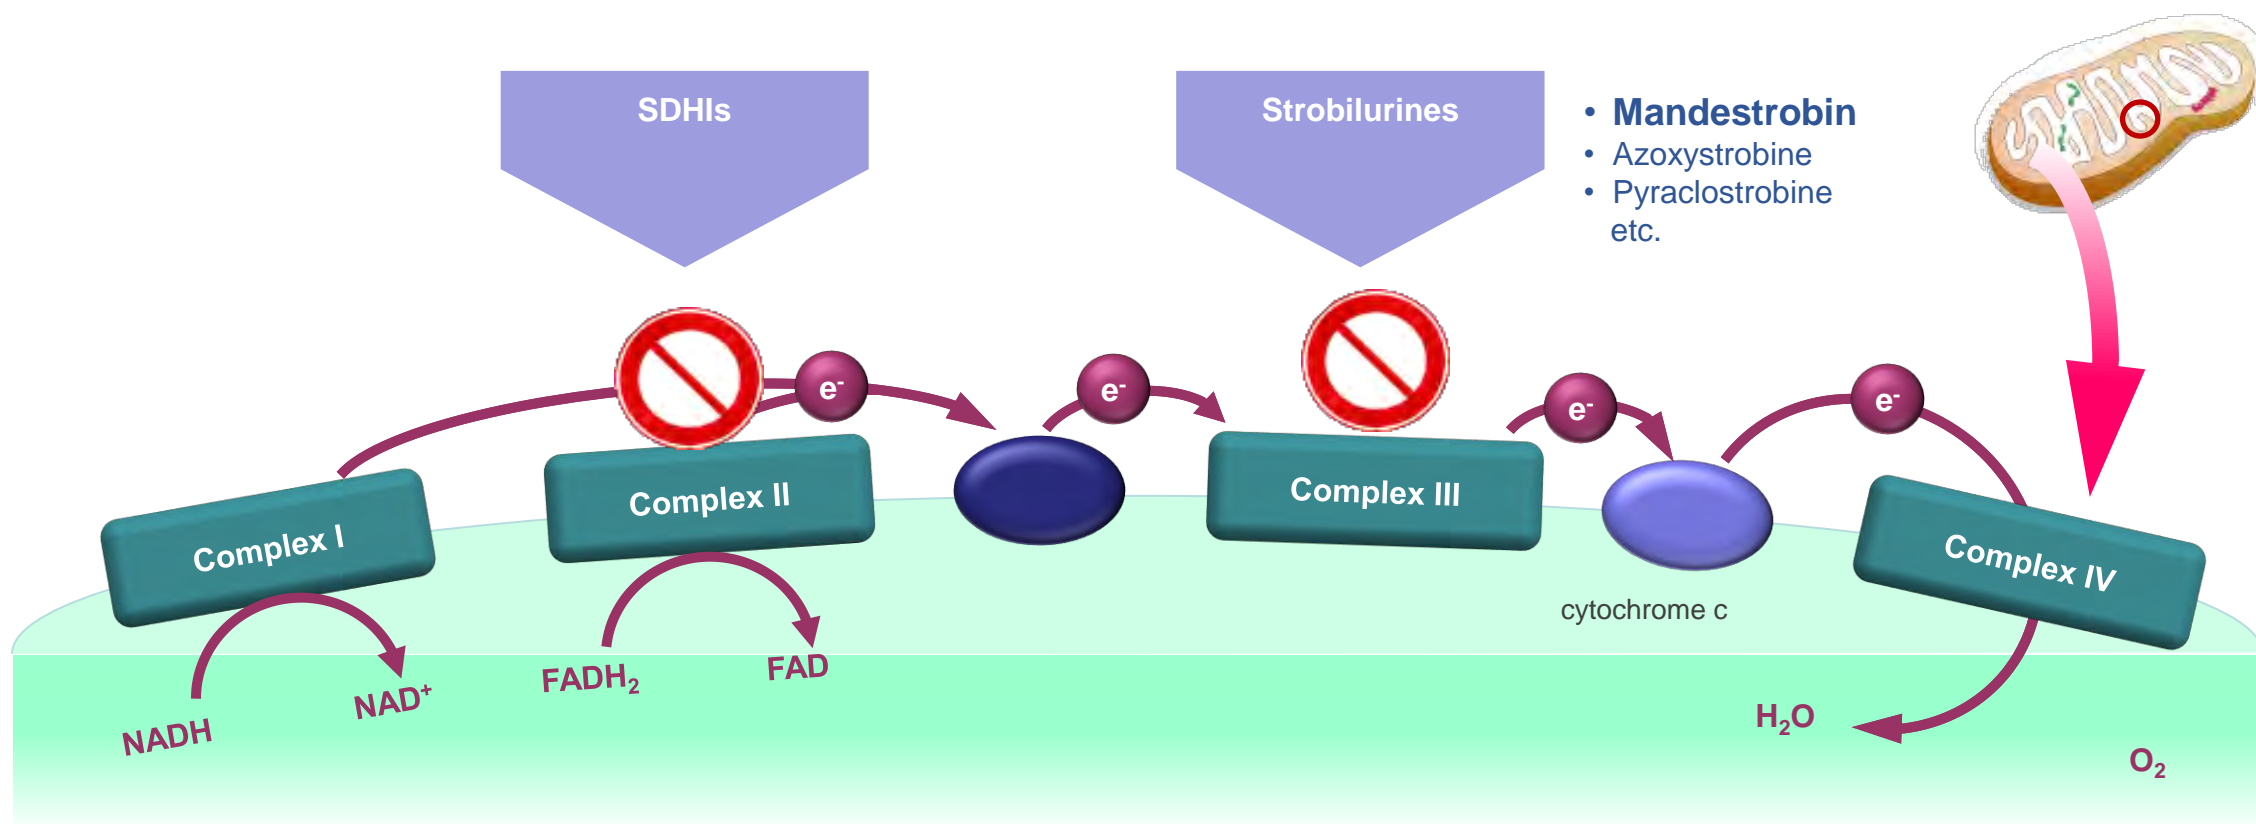 SDHIs
Strobilurines
• Mandestrobin
• Azoxystrobine
• Pyraclostrobine
etc.
e-
e-
e-
e-
Complex I
Complex II
Complex III
Complex IV
cytochrome c
NADH
NAD+
FADH2
FAD
H2O
O2